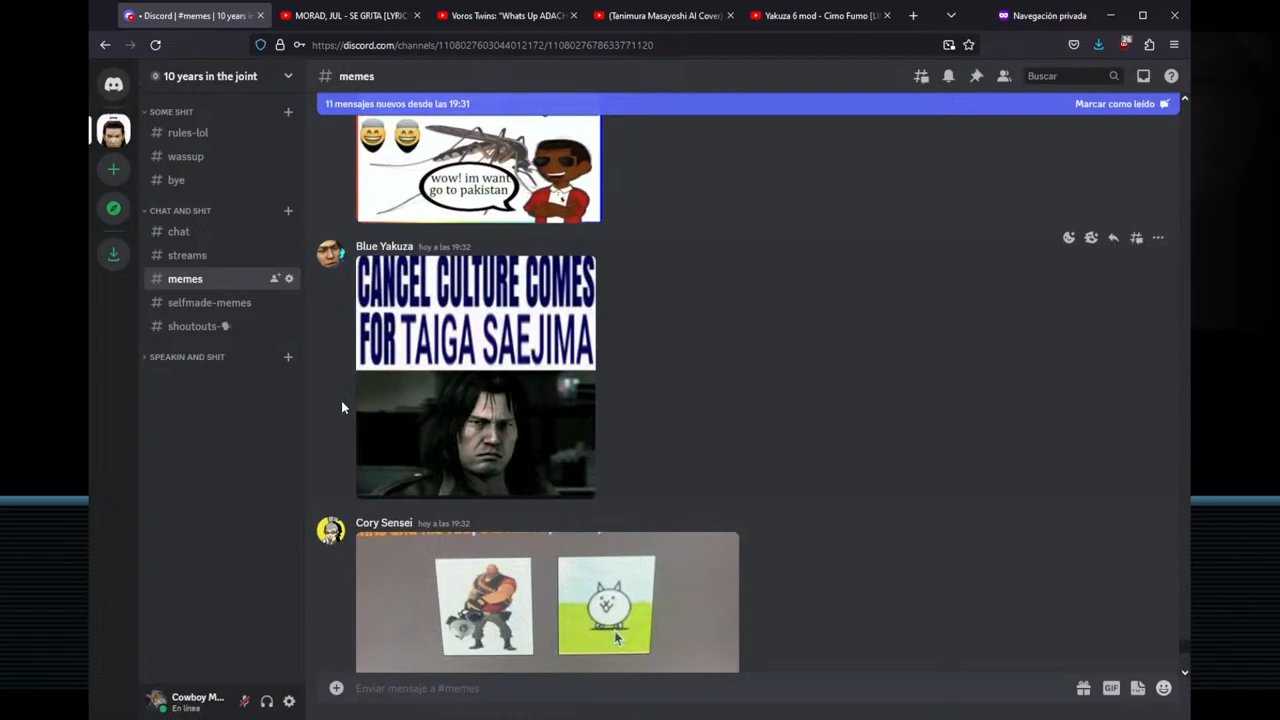 Discord | #memes | 10 years in
MORAD, JUL - SE GRITA [LYRIC
Voros Twins: "Whats Up ADACH
(Tanimura Masayoshi AI Cover)
Yakuza 6 mod - Cirno Fumo [LI
Navegación privada
https://discord.com/channels/1108027603044012172/1108027678633771120
26
10 years in the joint
# memes
Buscar
11 mensajes nuevos desde las 19:31
Marcar como leído
SOME SHIT
# rules-lol
# wassup
# bye
CHAT AND SHIT
# chat
# streams
# memes
# selfmade-memes
# shoutouts-🗣
SPEAKIN AND SHIT
wow! im want
go to pakistan
Blue Yakuza hoy a las 19:32
CANCEL CULTURE COMES
FOR TAIGA SAEJIMA
Cory Sensei hoy a las 19:32
Cowboy M...
En línea
Enviar mensaje a #memes
GIF